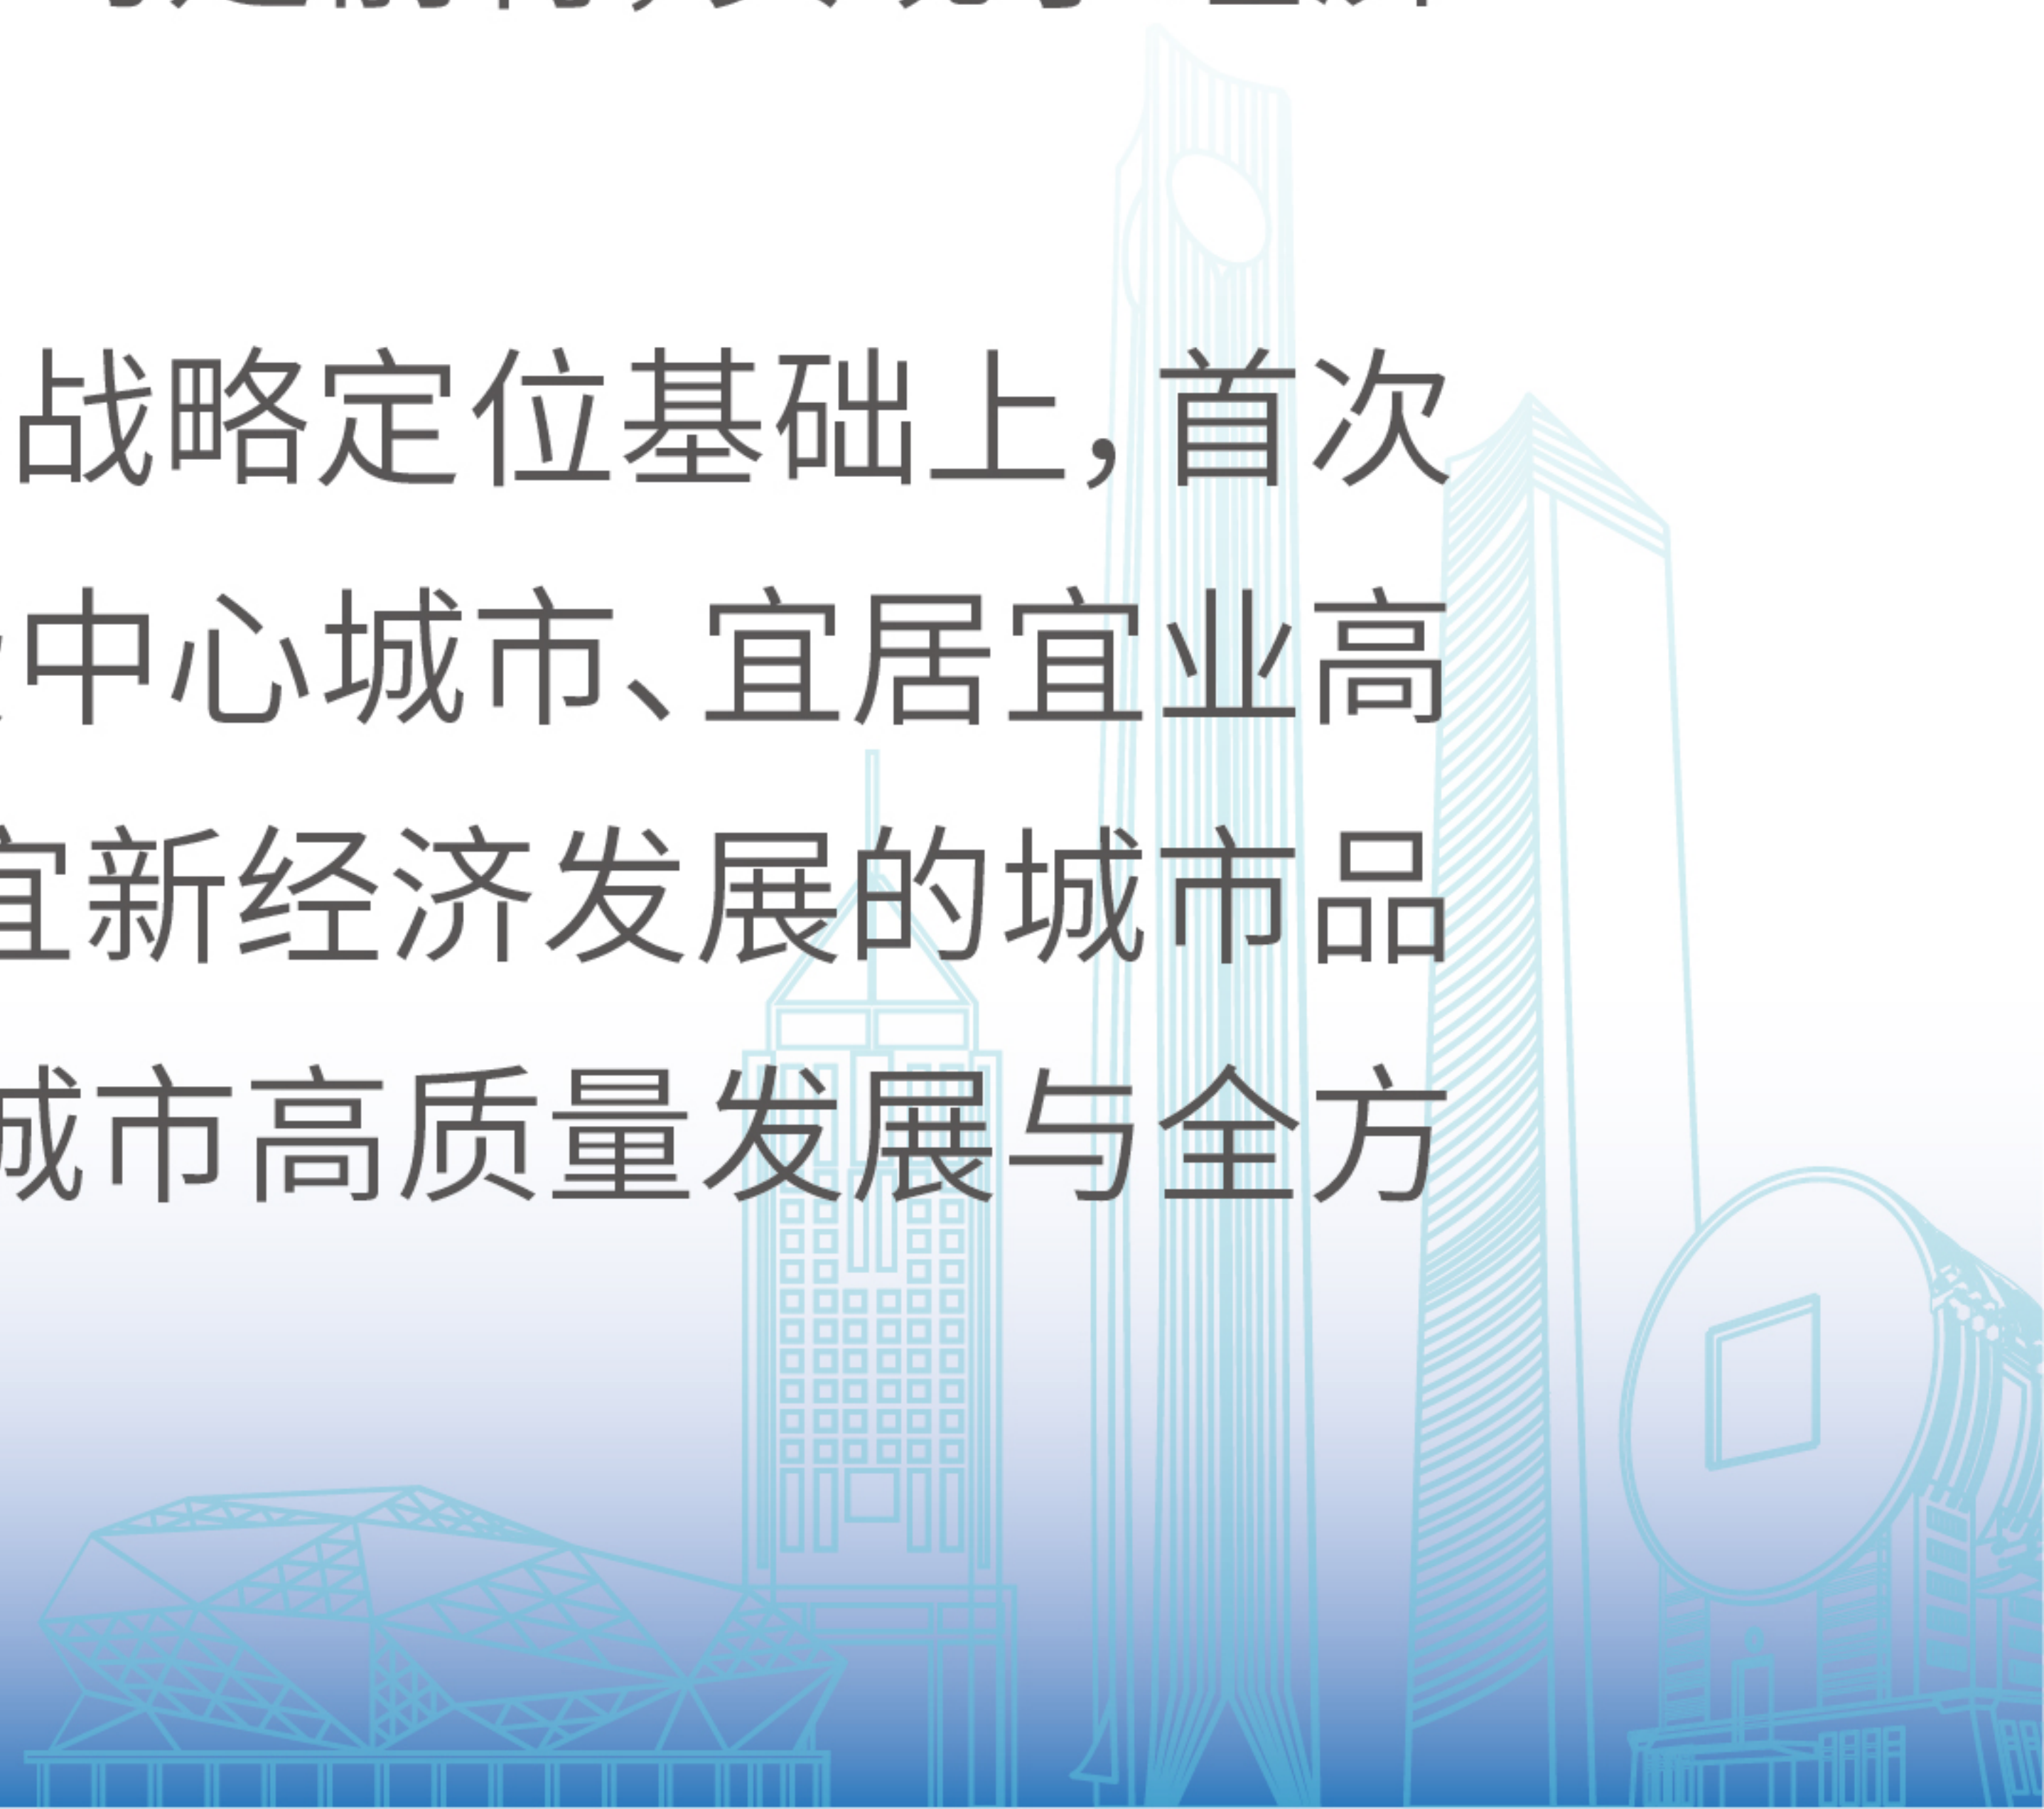 战略定位基础上，首次
中心城市、宜居宜业高
宜新经济发展的城市品
城市高质量发展与全方